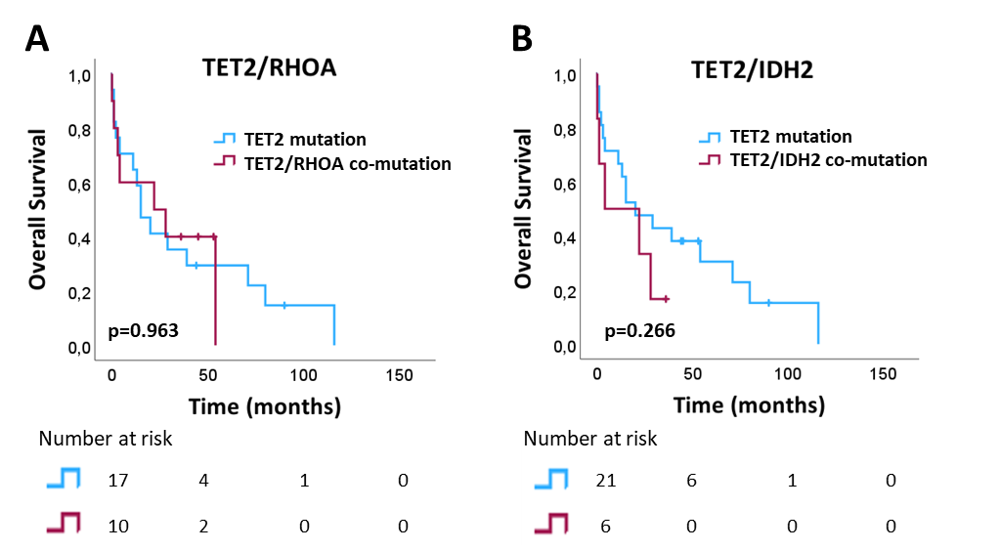 A
TET2/RHOA
1,0
0,8
0,6
0,4
0,2
0,0
Overall Survival
TET2 mutation
TET2/RHOA co-mutation
p=0.963
0 50 100 150
Time (months)
Number at risk
17 4 1 0
10 2 0 0
B
TET2/IDH2
1,0
0,8
0,6
0,4
0,2
0,0
Overall Survival
TET2 mutation
TET2/IDH2 co-mutation
p=0.266
0 50 100 150
Time (months)
Number at risk
21 6 1 0
6 0 0 0